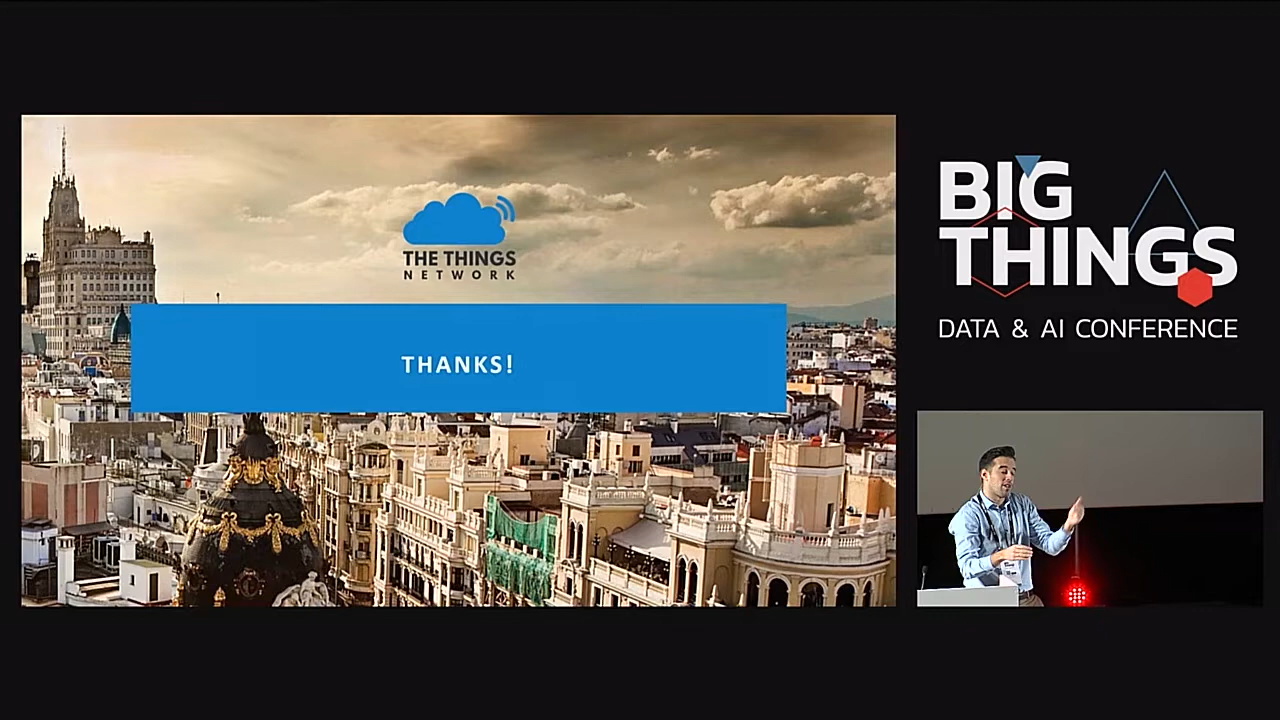 THE THINGS
NETWORK
THANKS!
BIG
THINGS
DATA & AI CONFERENCE